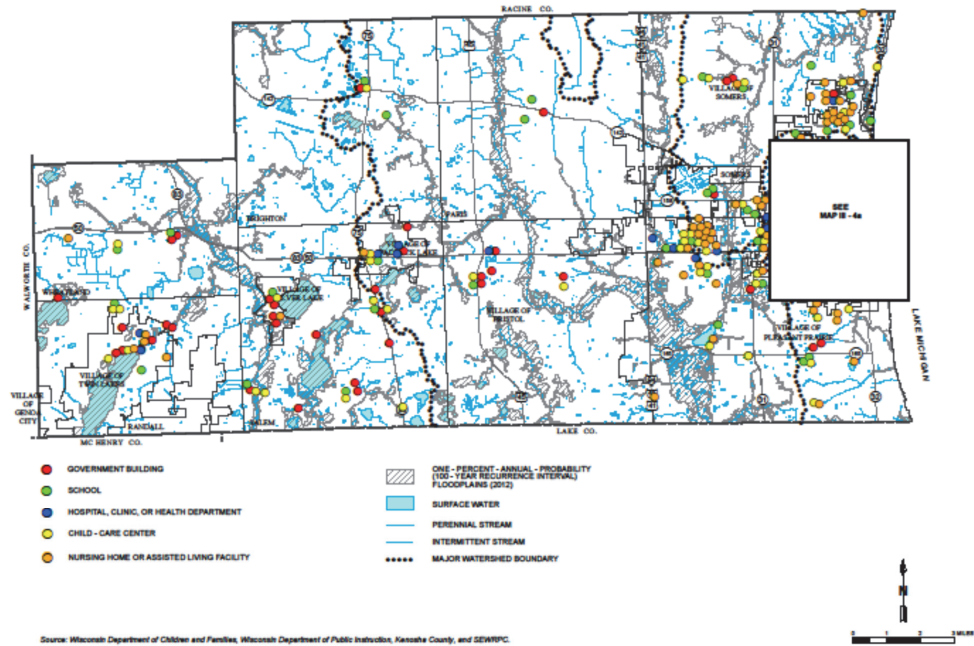 RACINE CO.
VILLAGE OF
SOMERS
SOMERS
SEE
MAP III - 4a
BRIGHTON
PARIS
WALWORTH CO.
WHEATLAND
VILLAGE OF
SILVER LAKE
VILLAGE OF
BRISTOL
VILLAGE OF
PLEASANT PRAIRIE
LAKE MICHIGAN
VILLAGE OF
TWIN LAKES
VILLAGE
OF
GENOA
CITY
RANDALL
SALEM
MC HENRY CO.
LAKE CO.
GOVERNMENT BUILDING
SCHOOL
HOSPITAL, CLINIC, OR HEALTH DEPARTMENT
CHILD - CARE CENTER
NURSING HOME OR ASSISTED LIVING FACILITY
ONE - PERCENT - ANNUAL - PROBABILITY
(100 - YEAR RECURRENCE INTERVAL)
FLOODPLAINS (2012)
SURFACE WATER
PERENNIAL STREAM
INTERMITTENT STREAM
MAJOR WATERSHED BOUNDARY
N
0 1 2 3 MILES
Source: Wisconsin Department of Children and Families, Wisconsin Department of Public Instruction, Kenosha County, and SEWRPC.